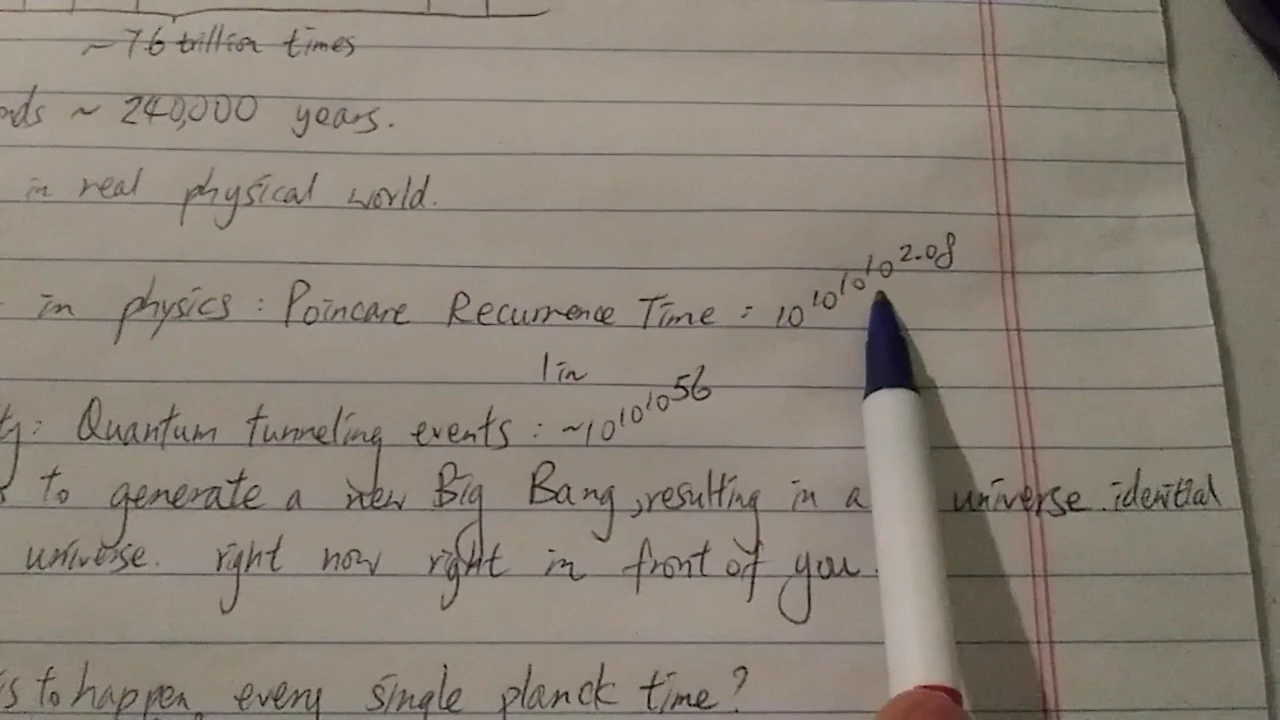 ~76 trillion times
~ 240,000 years.
in real physical world.
in physics : Poincare Recurrence Time : 10^10^10^10^2.08
1 in
Quantum tunneling events : ~10^10^10^56
to generate a new Big Bang, resulting in a universe idential
universe. right now right in front of you.
to happen every single planck time?